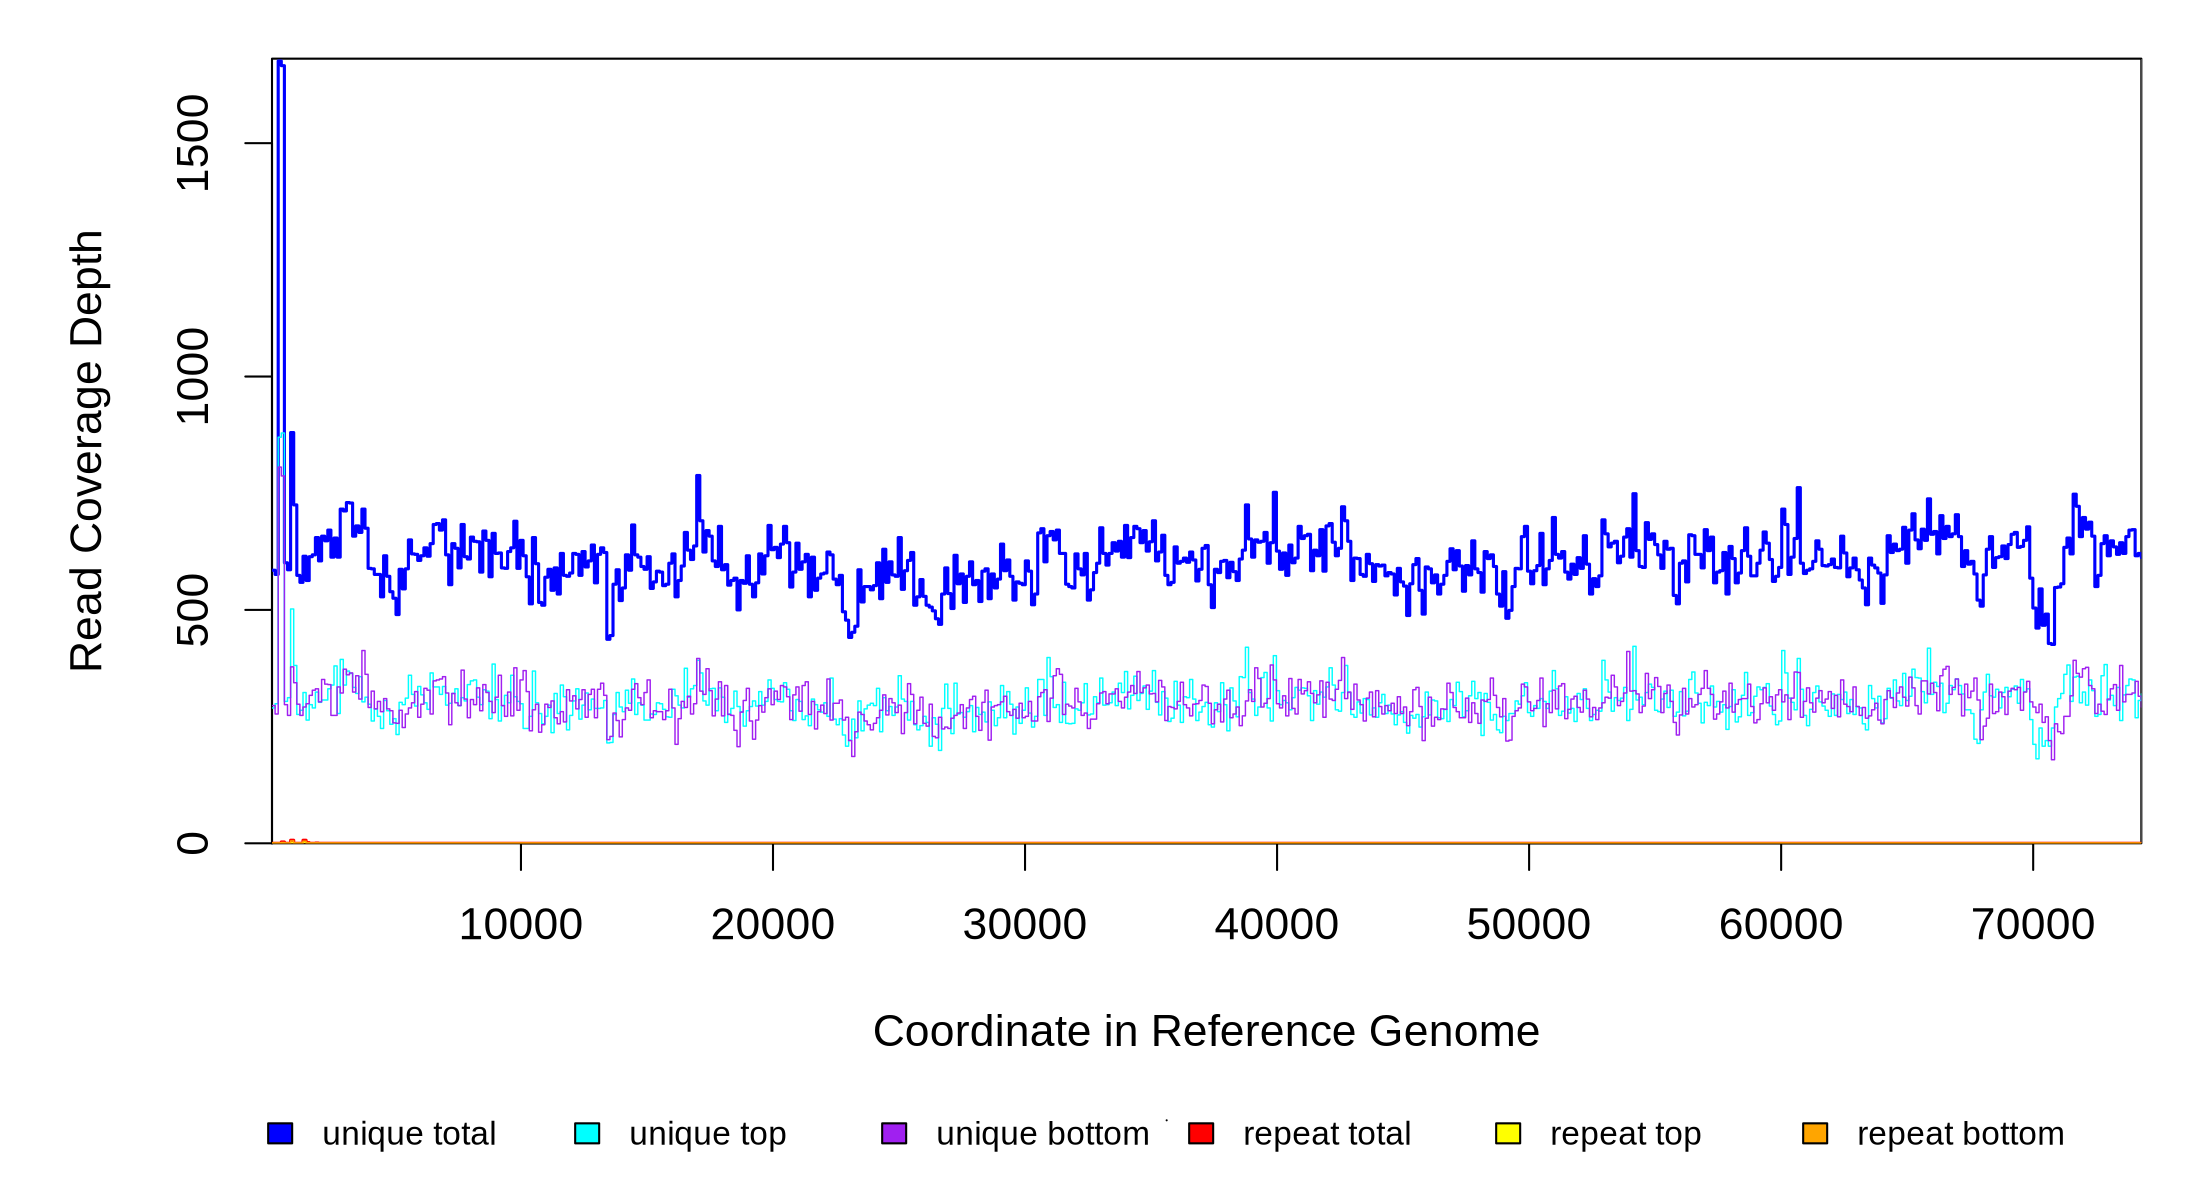 1500
1000
500
0
Read Coverage Depth
10000 20000 30000 40000 50000 60000 70000
Coordinate in Reference Genome
unique total unique top unique bottom repeat total repeat top repeat bottom